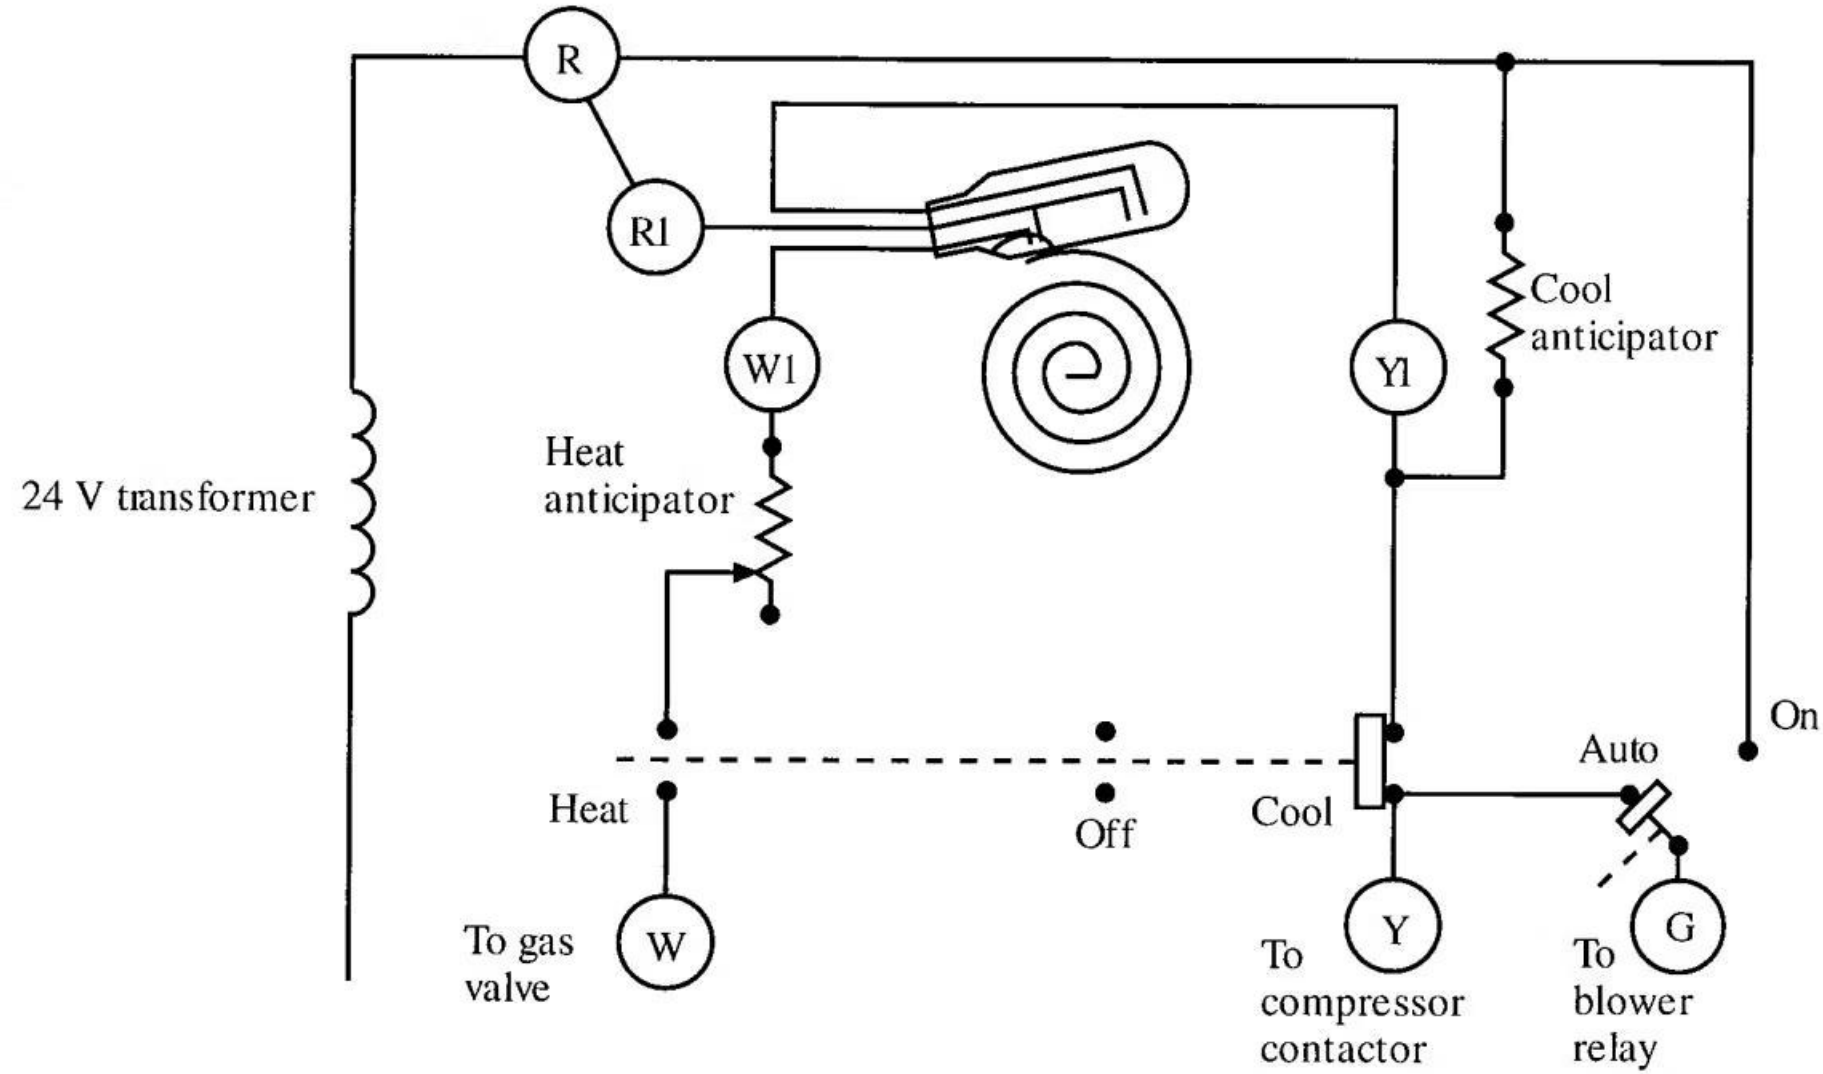 R
R1
Cool
anticipator
W1
Y1
Heat
anticipator
24 V transformer
On
Auto
Heat
Off
Cool
To gas
valve
W
Y
To
compressor
contactor
G
To
blower
relay